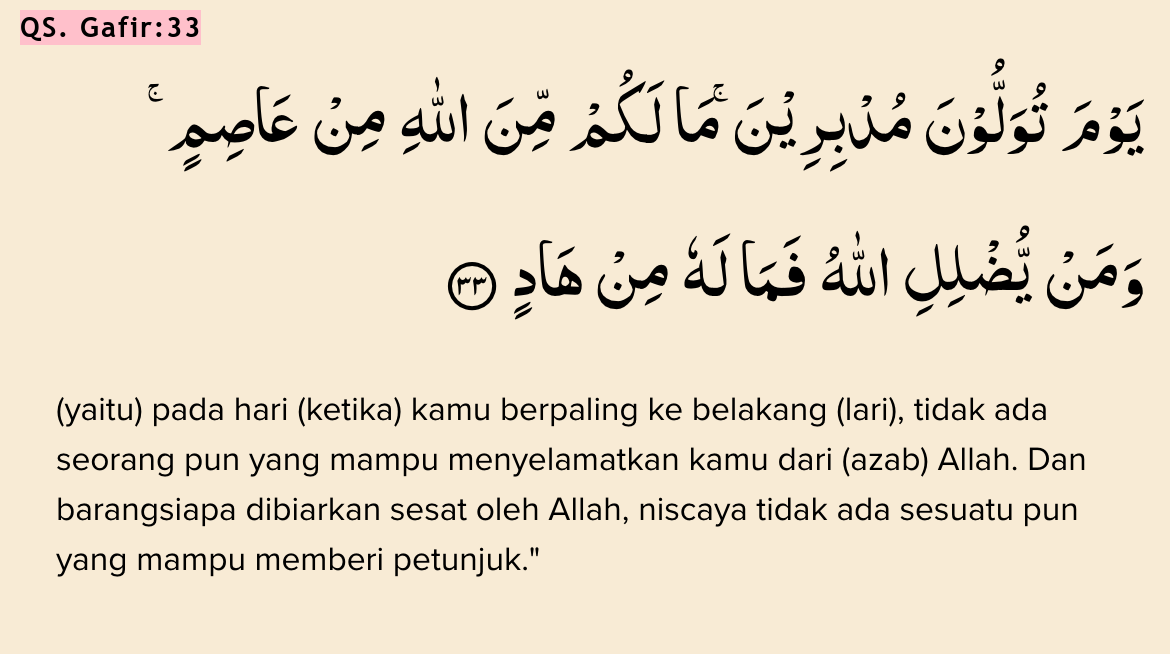 QS. Gafir:33
يَوْمَ تُوَلُّوْنَ مُدْبِرِيْنَۚ مَا لَكُمْ مِّنَ اللّٰهِ مِنْ عَاصِمٍۚ
وَمَنْ يُّضْلِلِ اللّٰهُ فَمَا لَهٗ مِنْ هَادٍ ٣٣
(yaitu) pada hari (ketika) kamu berpaling ke belakang (lari), tidak ada
seorang pun yang mampu menyelamatkan kamu dari (azab) Allah. Dan
barangsiapa dibiarkan sesat oleh Allah, niscaya tidak ada sesuatu pun
yang mampu memberi petunjuk."